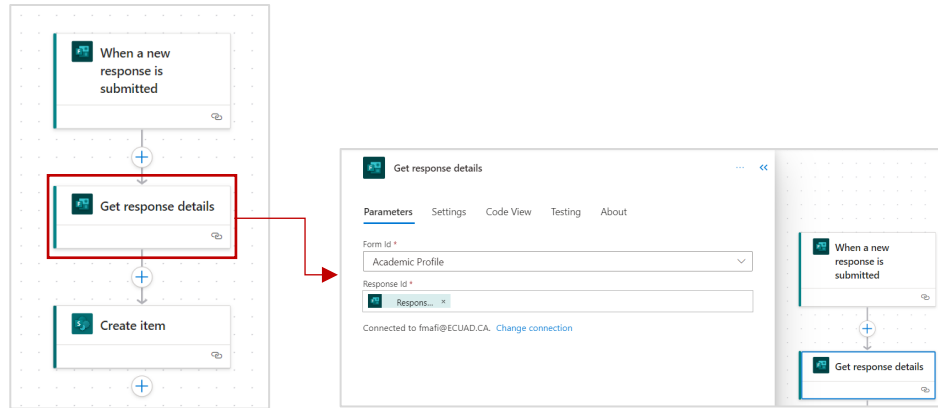 When a new
response is
submitted
Get response details
Create item
Get response details
Parameters Settings Code View Testing About
Form Id *
Academic Profile
Response Id *
Respons... ×
Connected to fmafi@ECUAD.CA. Change connection
When a new
response is
submitted
Get response details